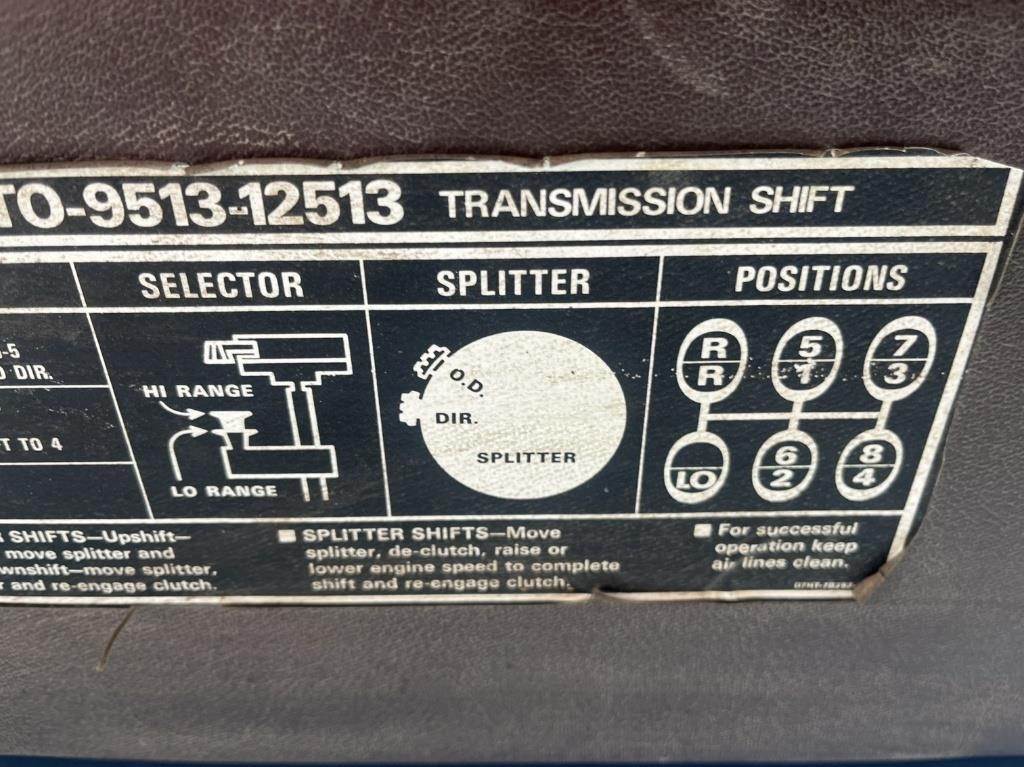 TO-9513-12513 TRANSMISSION SHIFT
SELECTOR
SPLITTER
POSITIONS
-5
DIR.
FT TO 4
HI RANGE
LO RANGE
O.D.
DIR.
SPLITTER
R 5 7
R 1 3
6 8
LO 2 4
R SHIFTS—Upshift—
move splitter and
wnshift—move splitter,
r and re-engage clutch.
SPLITTER SHIFTS—Move
splitter, de-clutch, raise or
lower engine speed to complete
shift and re-engage clutch.
For successful
operation keep
air lines clean.